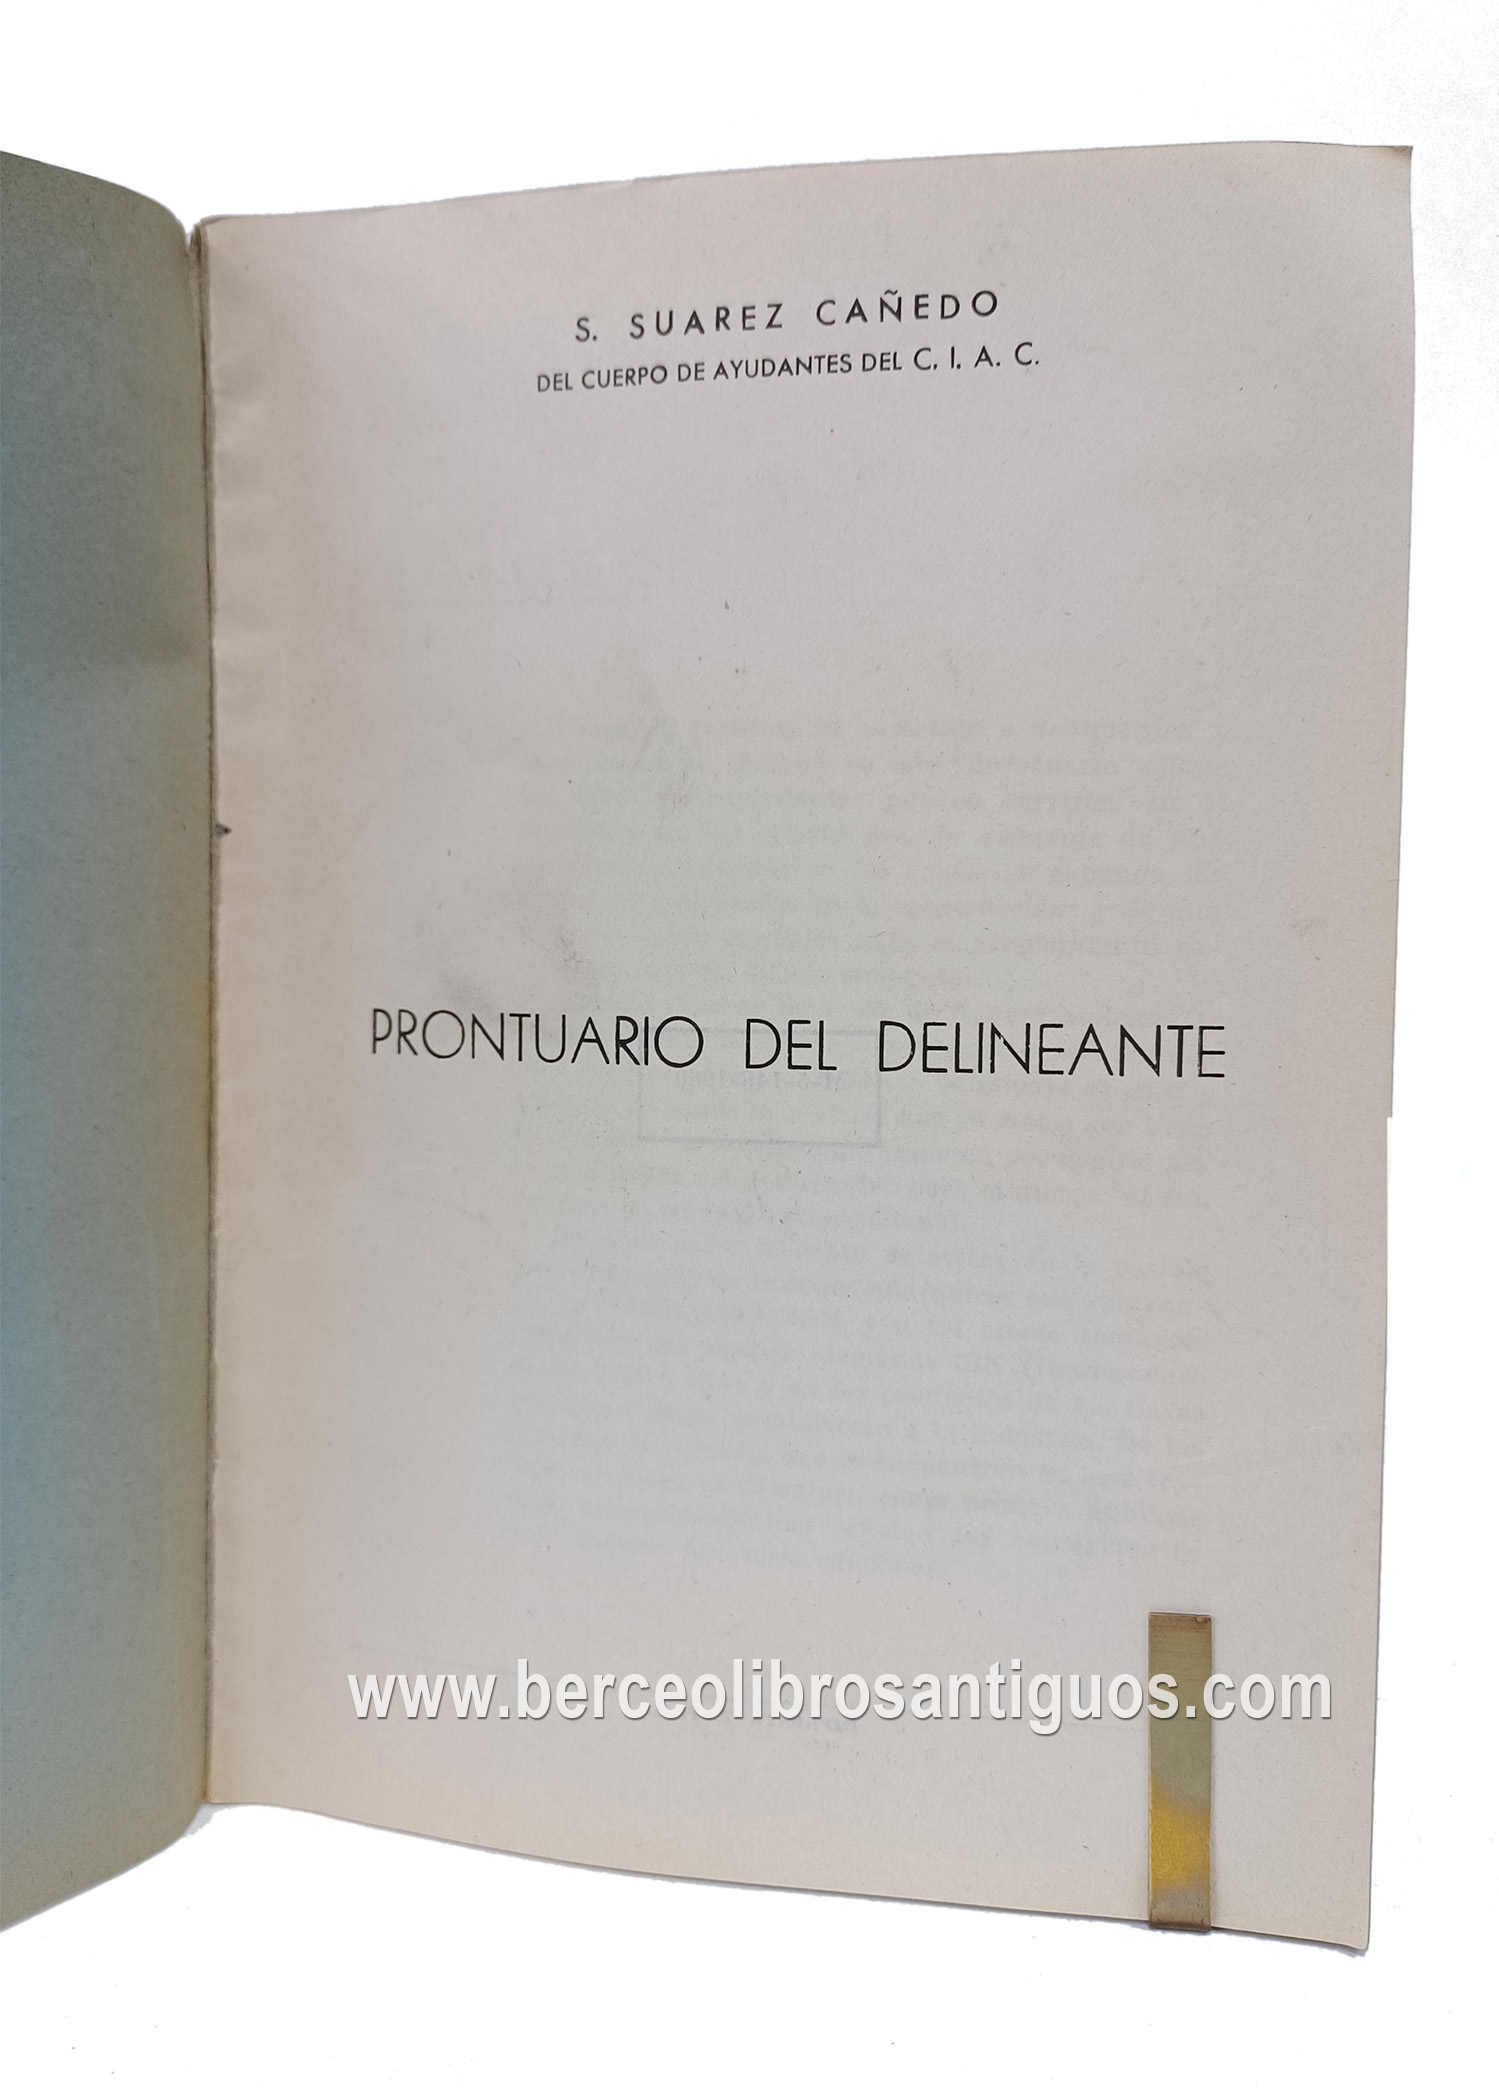 S. SUAREZ CAÑEDO
DEL CUERPO DE AYUDANTES DEL C. I. A. C.
PRONTUARIO DEL DELINEANTE
www.berceolibrosantiguos.com